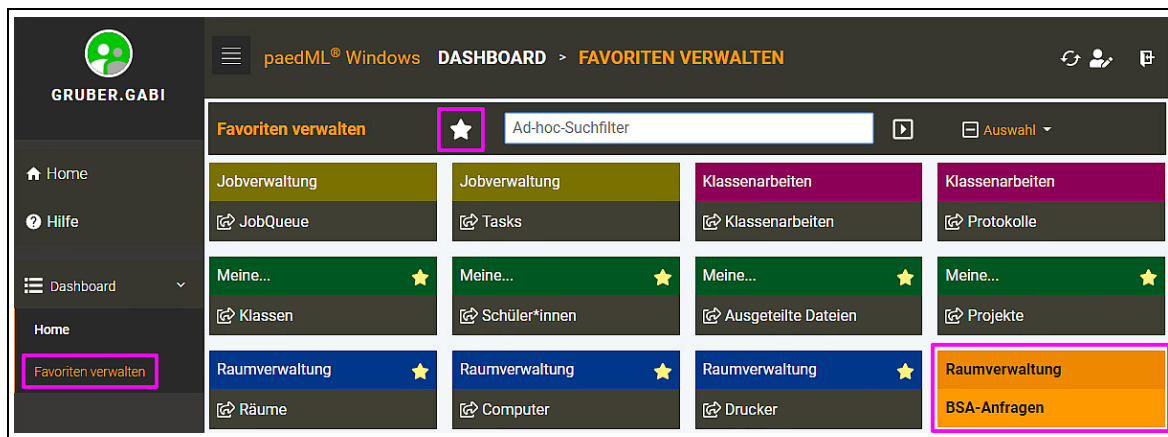 GRUBER.GABI
Home
Hilfe
Dashboard
Home
Favoriten verwalten
paedML® Windows DASHBOARD > FAVORITEN VERWALTEN
Favoriten verwalten Ad-hoc-Suchfilter Auswahl
Jobverwaltung Jobverwaltung Klassenarbeiten Klassenarbeiten
JobQueue Tasks Klassenarbeiten Protokolle
Meine... Meine... Meine... Meine...
Klassen Schüler*innen Ausgeteilte Dateien Projekte
Raumverwaltung Raumverwaltung Raumverwaltung Raumverwaltung
Räume Computer Drucker BSA-Anfragen